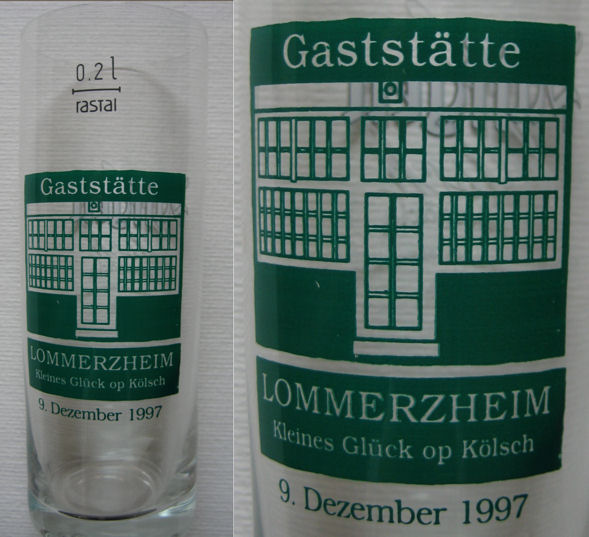 0.2 l
rastal
Gaststätte
LOMMERZHEIM
Kleines Glück op Kölsch
9. Dezember 1997
Gaststätte
LOMMERZHEIM
Kleines Glück op Kölsch
9. Dezember 1997